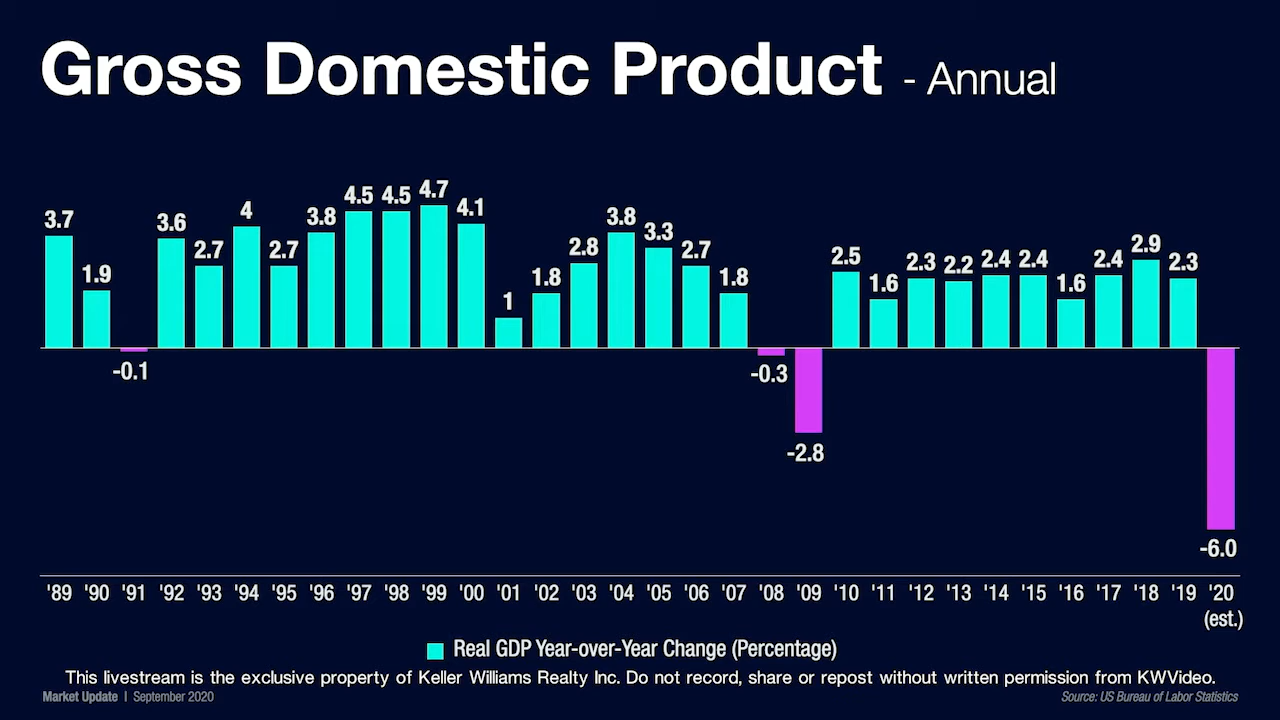 Gross Domestic Product - Annual
3.7 1.9 -0.1 3.6 2.7 4 2.7 3.8 4.5 4.5 4.7 4.1 1 1.8 2.8 3.8 3.3 2.7 1.8 -0.3 -2.8 2.5 1.6 2.3 2.2 2.4 2.4 1.6 2.4 2.9 2.3 -6.0
'89 '90 '91 '92 '93 '94 '95 '96 '97 '98 '99 '00 '01 '02 '03 '04 '05 '06 '07 '08 '09 '10 '11 '12 '13 '14 '15 '16 '17 '18 '19 '20
(est.)
Real GDP Year-over-Year Change (Percentage)
This livestream is the exclusive property of Keller Williams Realty Inc. Do not record, share or repost without written permission from KWVideo.
Market Update | September 2020
Source: US Bureau of Labor Statistics